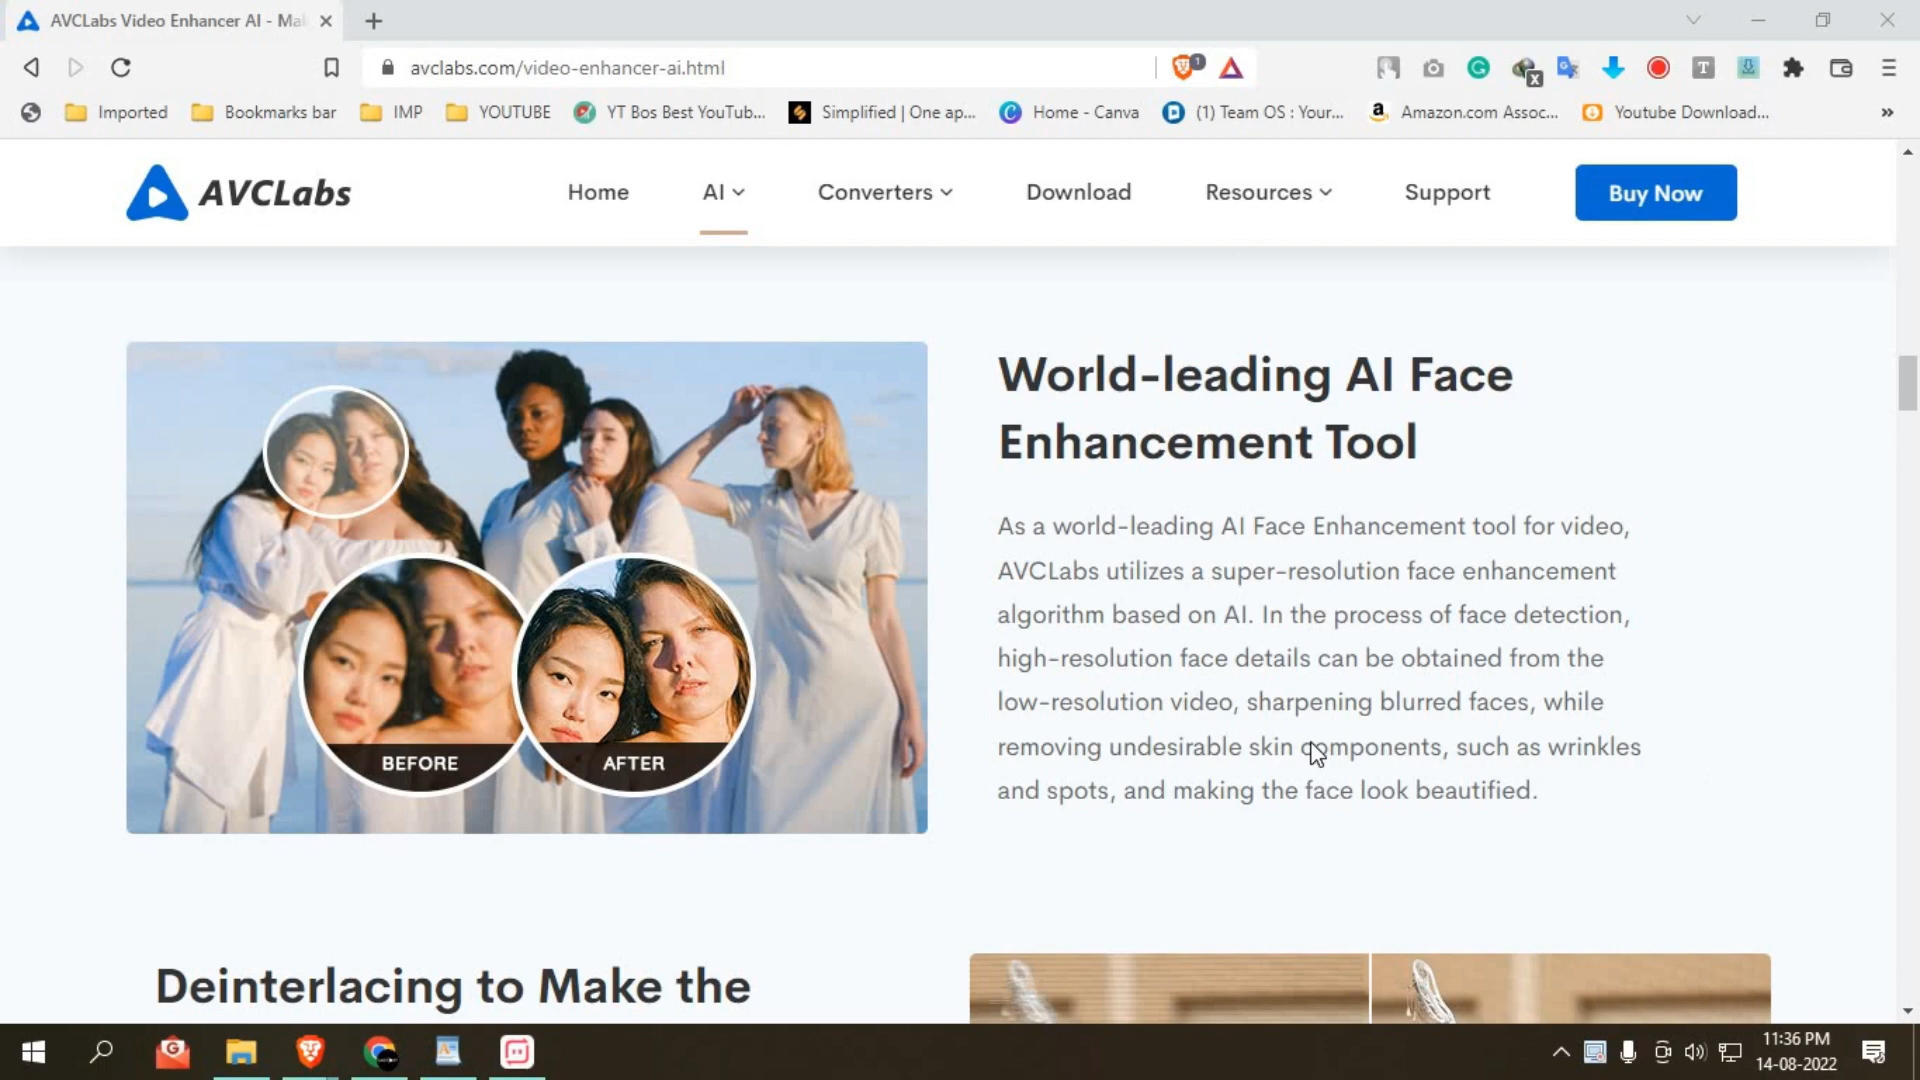 AVCLabs Video Enhancer AI - Ma
avclabs.com/video-enhancer-ai.html
1
X
T
Imported
Bookmarks bar
IMP
YOUTUBE
YT Bos Best YouTub...
Simplified | One ap...
Home - Canva
(1) Team OS : Your...
Amazon.com Assoc...
Youtube Download...
»
AVCLabs
Home
AI
Converters
Download
Resources
Support
Buy Now
BEFORE
AFTER
World-leading AI Face
Enhancement Tool
As a world-leading AI Face Enhancement tool for video,
AVCLabs utilizes a super-resolution face enhancement
algorithm based on AI. In the process of face detection,
high-resolution face details can be obtained from the
low-resolution video, sharpening blurred faces, while
removing undesirable skin components, such as wrinkles
and spots, and making the face look beautified.
Deinterlacing to Make the
11:36 PM
14-08-2022